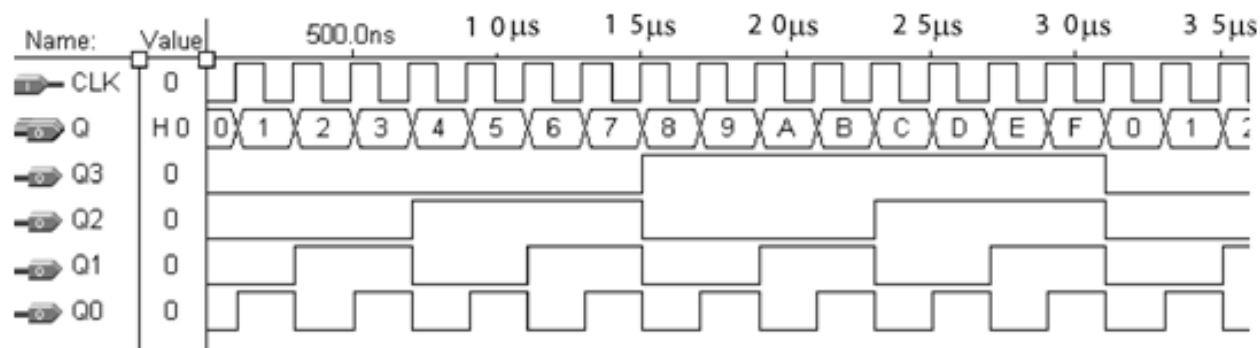 Name: Value 500.0ns 1 0µs 1 5µs 2 0µs 2 5µs 3 0µs 3 5µs
CLK 0
Q H 0 0 1 2 3 4 5 6 7 8 9 A B C D E F 0 1 2
Q3 0
Q2 0
Q1 0
Q0 0